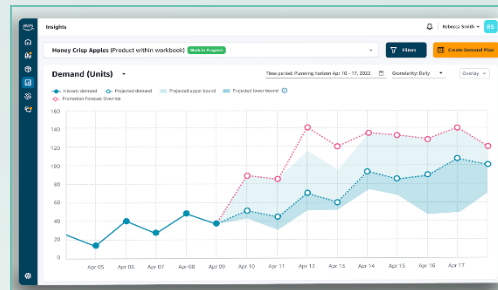 aws
Insights
Rebecca Smith
RS
Honey Crisp Apples (Product within workbook) Work in Progress
Filters
Create Demand Plan
Demand (Units)
Time period: Planning horizon Apr 10 - 17, 2023
Granularity: Daily
Overlay
Historic demand
Projected demand
Projected upper bound
Projected lower bound
Promotion Forecast Override
160
140
120
100
80
60
40
20
0
Apr 05
Apr 06
Apr 07
Apr 08
Apr 09
Apr 10
Apr 11
Apr 12
Apr 13
Apr 14
Apr 15
Apr 16
Apr 17